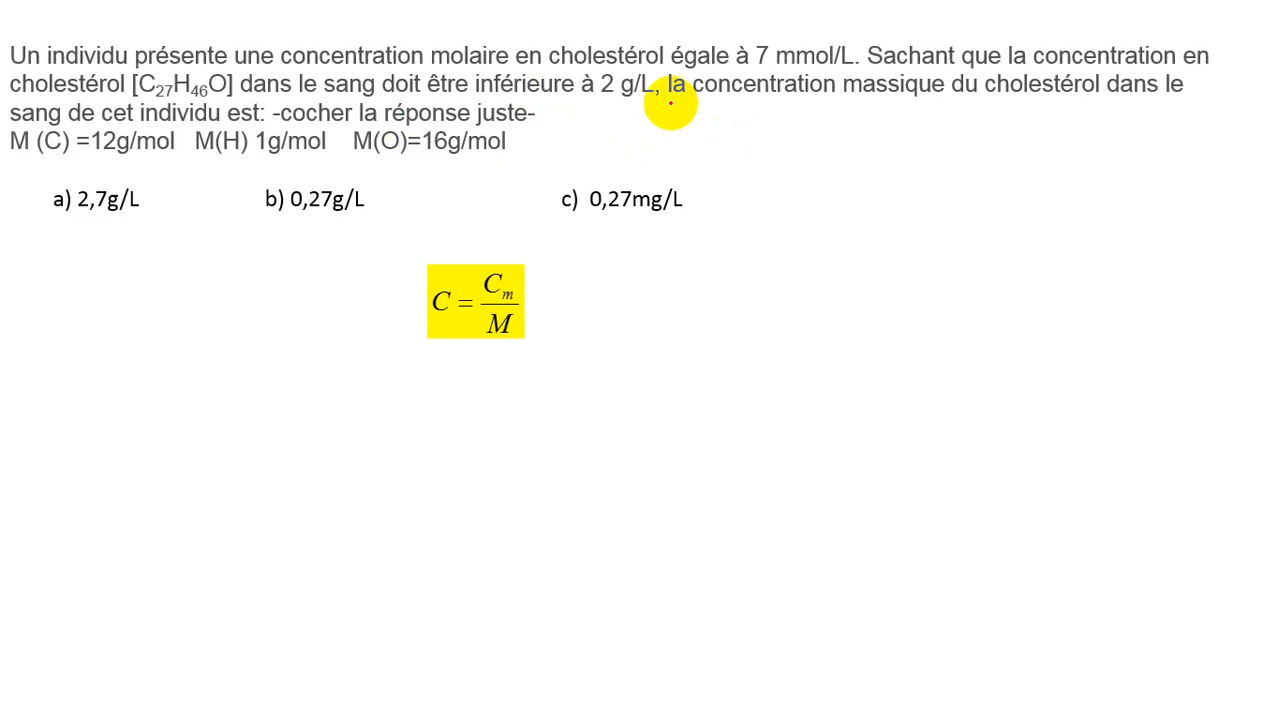 Un individu présente une concentration molaire en cholestérol égale à 7 mmol/L. Sachant que la concentration en
cholestérol [C₂₇H₄₆O] dans le sang doit être inférieure à 2 g/L, la concentration massique du cholestérol dans le
sang de cet individu est: -cocher la réponse juste-
M (C) =12g/mol M(H) 1g/mol M(O)=16g/mol
a) 2,7g/L b) 0,27g/L c) 0,27mg/L
C = Cₘ / M